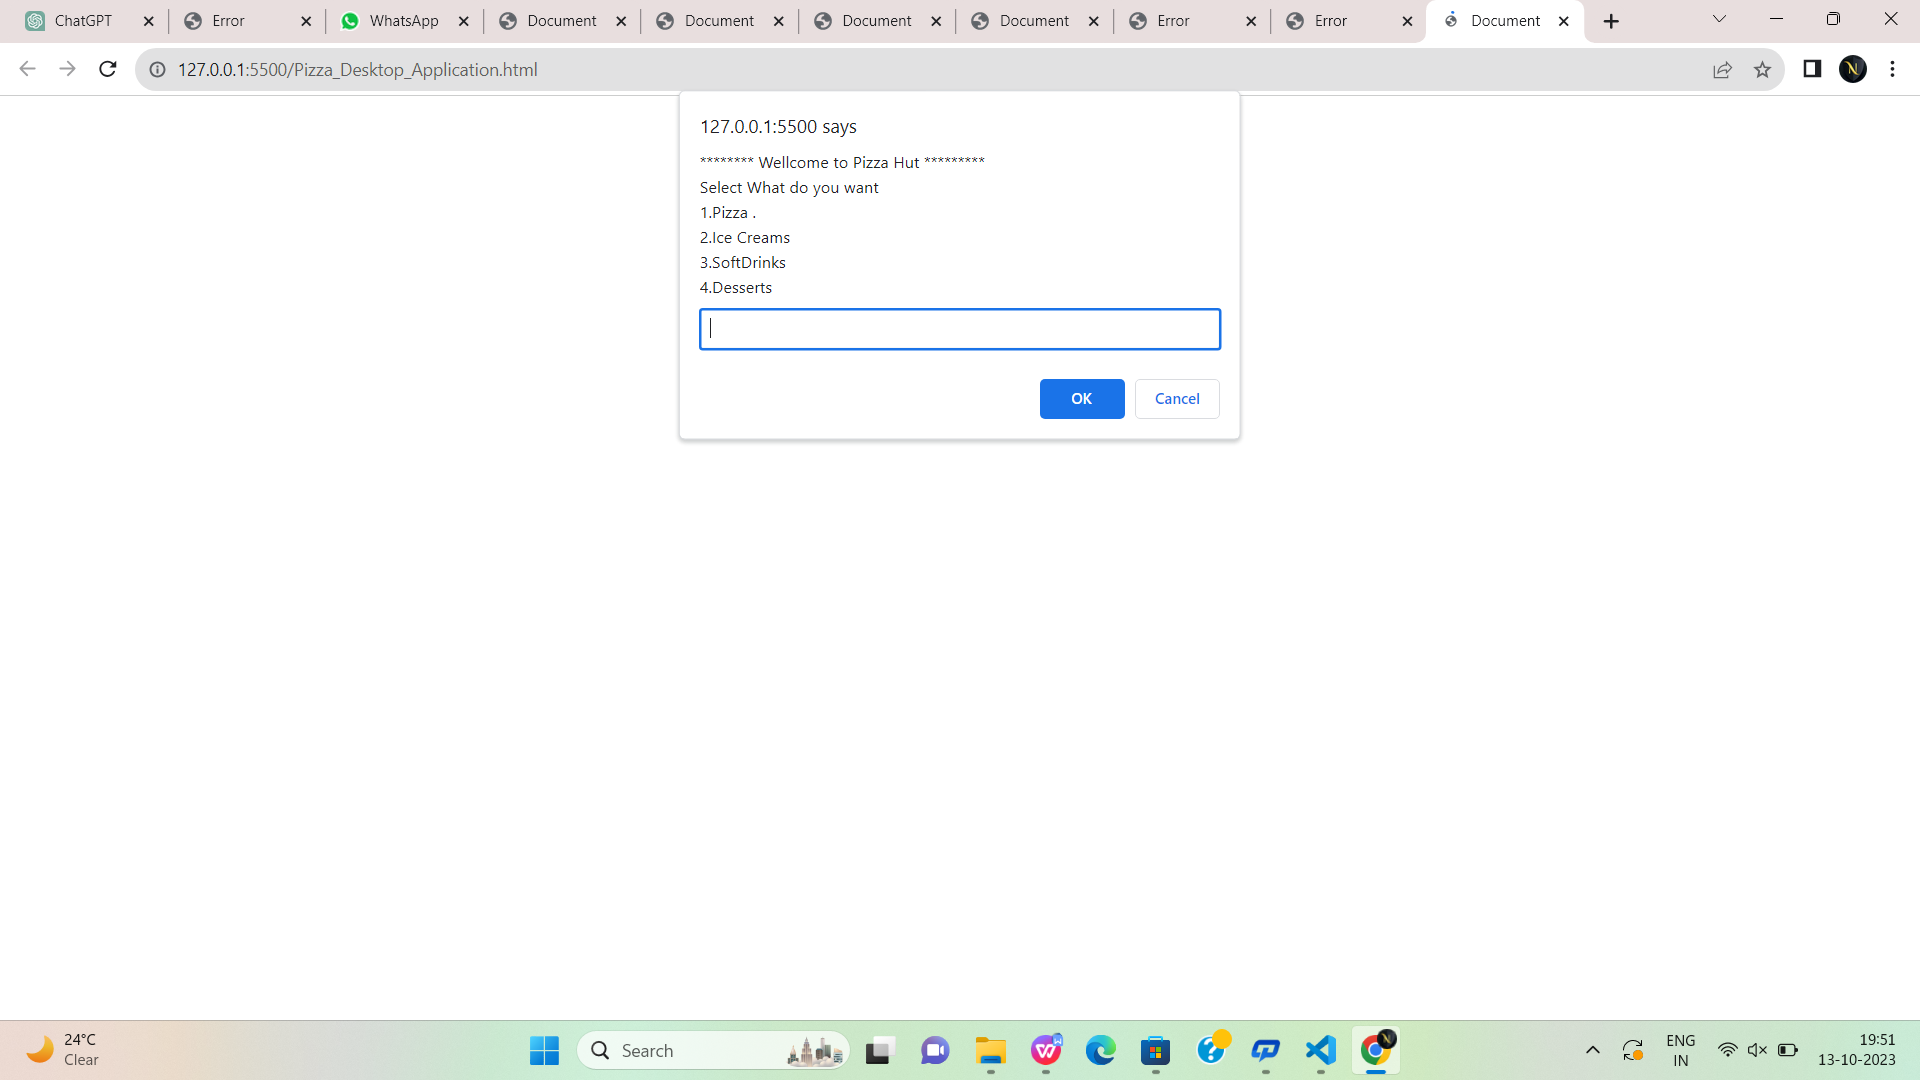 ChatGPT
Error
WhatsApp
Document
Document
Document
Document
Error
Error
Document
127.0.0.1:5500/Pizza_Desktop_Application.html
N
127.0.0.1:5500 says
******** Wellcome to Pizza Hut *********
Select What do you want
1.Pizza .
2.Ice Creams
3.SoftDrinks
4.Desserts
OK
Cancel
24°C
Clear
Search
ENG
IN
19:51
13-10-2023